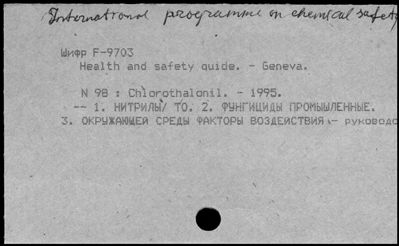 International programme on chemical safety
Шифр F-9703
Health and safety guide. - Geneva.
N 98 : Chlorothalonil. - 1995.
-- 1. НИТРИЛЫ, ТО. 2. ФУНГИЦИДЫ ПРОМЫШЛЕННЫЕ.
3. ОКРУЖАЮЩЕЙ СРЕДЫ ФАКТОРЫ ВОЗДЕЙСТВИЯ -- руководс